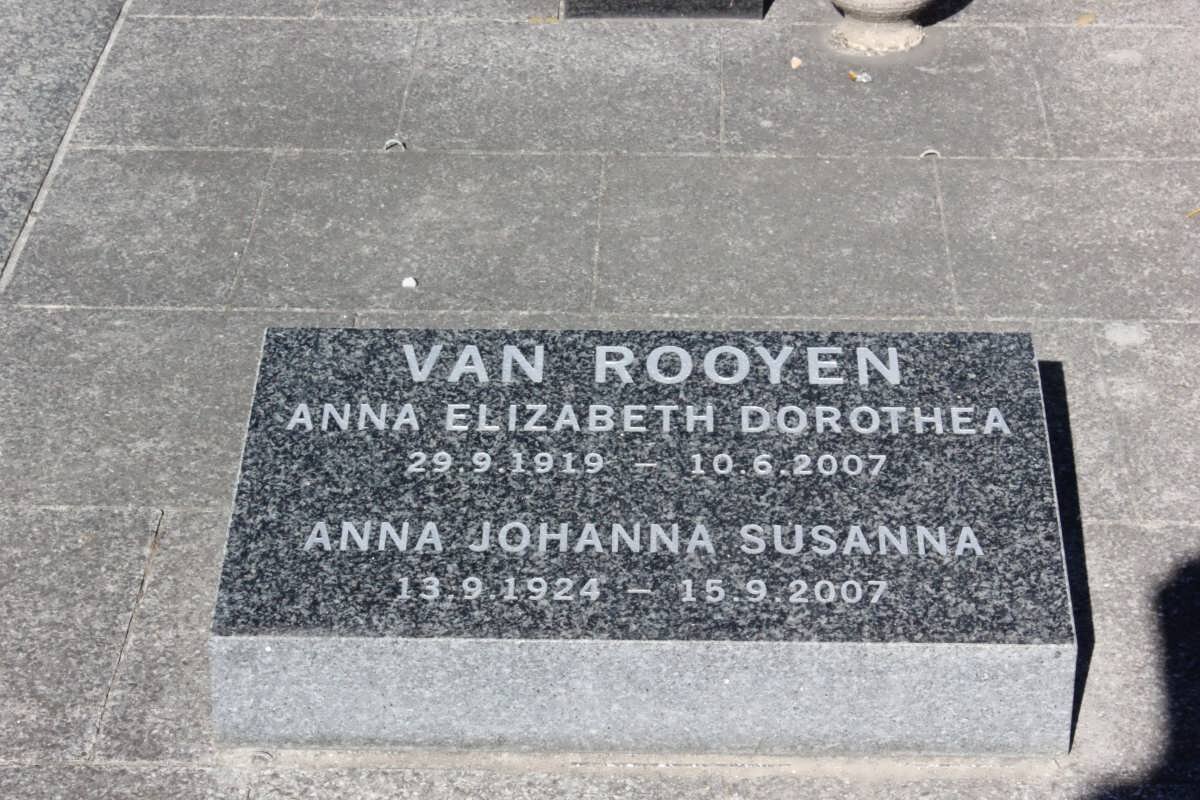 VAN ROOYEN
ANNA ELIZABETH DOROTHEA
29.9.1919 – 10.6.2007
ANNA JOHANNA SUSANNA
13.9.1924 – 15.9.2007